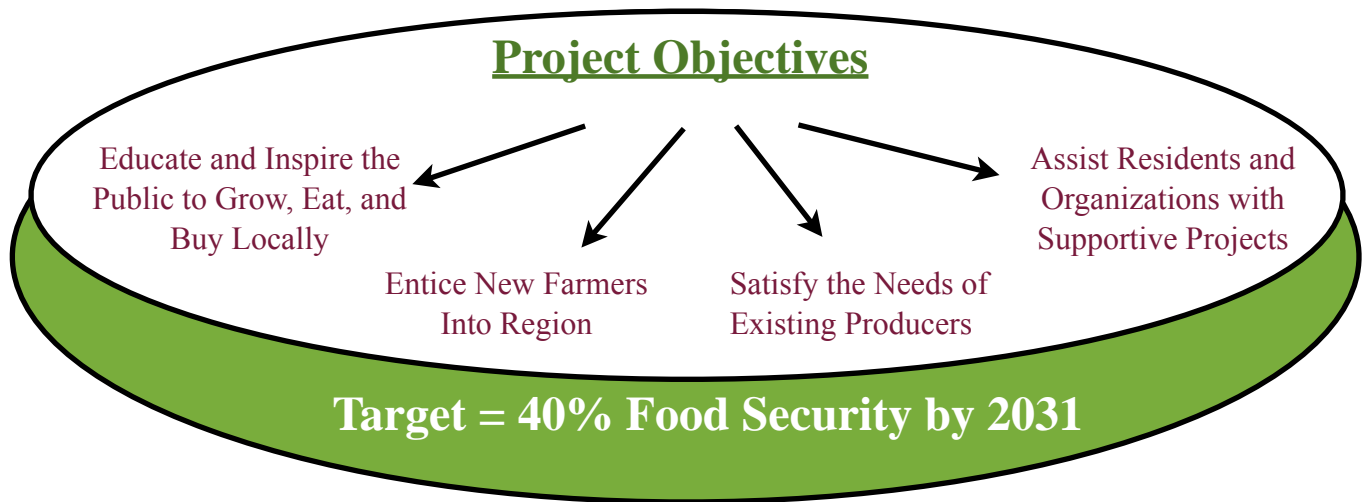 Project Objectives
Educate and Inspire the
Public to Grow, Eat, and
Buy Locally
Entice New Farmers
Into Region
Satisfy the Needs of
Existing Producers
Assist Residents and
Organizations with
Supportive Projects
Target = 40% Food Security by 2031